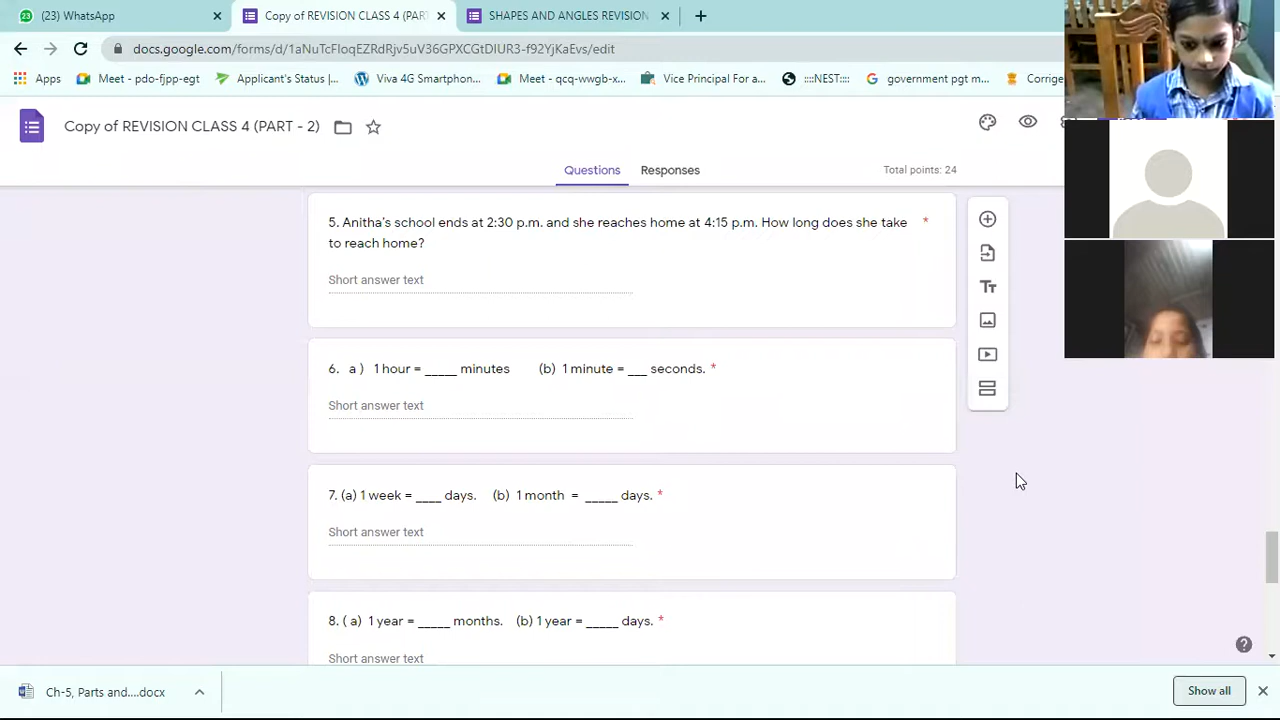 (23) WhatsApp
Copy of REVISION CLASS 4 (PART
SHAPES AND ANGLES REVISION
docs.google.com/forms/d/1aNuTcFIoqEZRdRjv5uV36GPXCGtDIUR3-f92YjKaEvs/edit
Apps
Meet - pdo-fjpp-egt
Applicant's Status |...
Viva 4G Smartphon...
Meet - qcq-wwgb-x...
Vice Principal For a...
::::NEST::::
government pgt m...
Corrige
Copy of REVISION CLASS 4 (PART - 2)
Questions
Responses
Total points: 24
5. Anitha's school ends at 2:30 p.m. and she reaches home at 4:15 p.m. How long does she take *
to reach home?
Short answer text
6. a ) 1 hour = _____ minutes (b) 1 minute = ___ seconds. *
Short answer text
7. (a) 1 week = ____ days. (b) 1 month = _____ days. *
Short answer text
8. ( a) 1 year = _____ months. (b) 1 year = _____ days. *
Short answer text
Ch-5, Parts and....docx
Show all